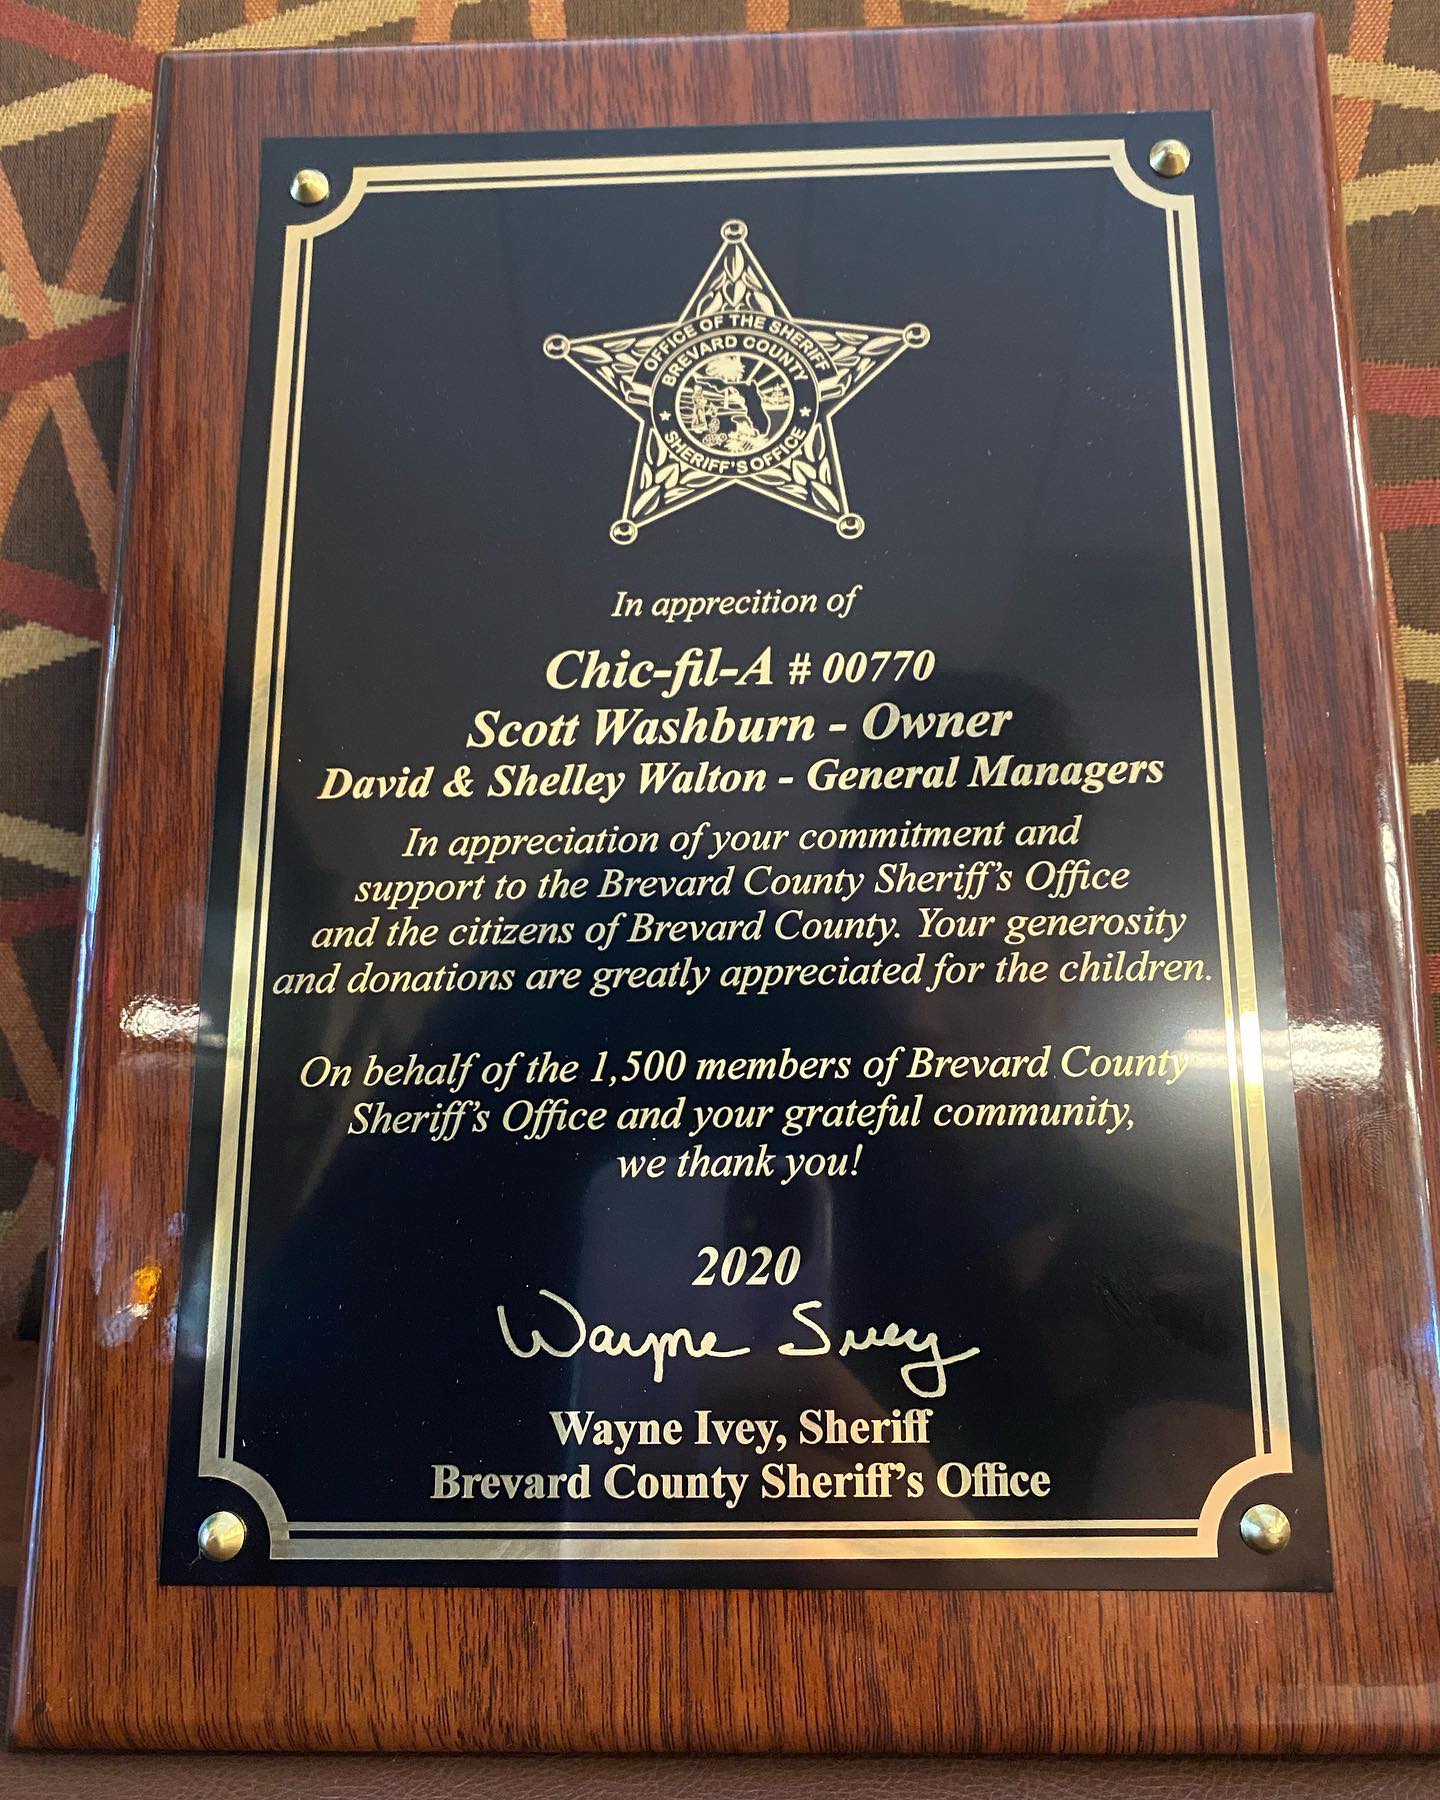 OFFICE OF THE SHERIFF
BREVARD COUNTY
SHERIFF'S OFFICE
In apprecition of
Chic-fil-A # 00770
Scott Washburn - Owner
David & Shelley Walton - General Managers
In appreciation of your commitment and
support to the Brevard County Sheriff's Office
and the citizens of Brevard County. Your generosity
and donations are greatly appreciated for the children.
On behalf of the 1,500 members of Brevard County
Sheriff's Office and your grateful community,
we thank you!
2020
Wayne Ivey
Wayne Ivey, Sheriff
Brevard County Sheriff's Office